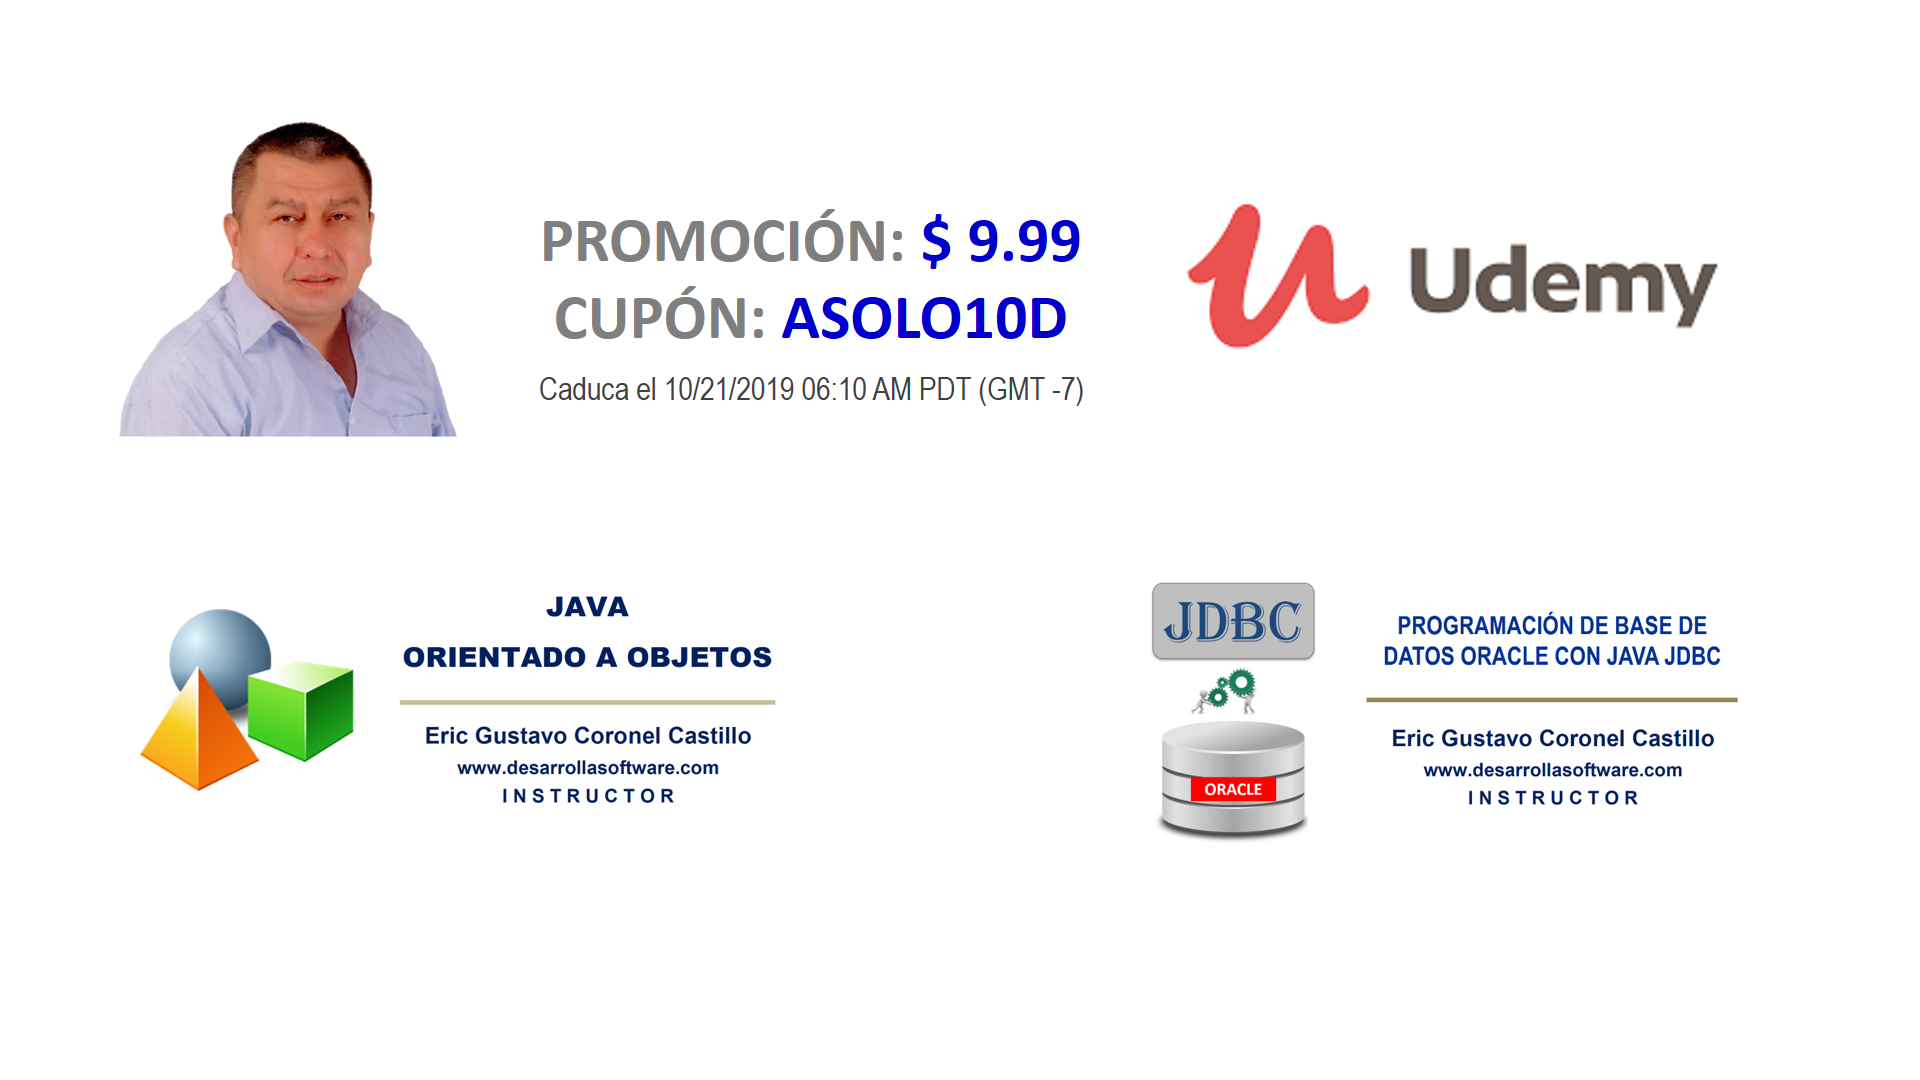 PROMOCIÓN: $ 9.99
CUPÓN: ASOLO10D
Caduca el 10/21/2019 06:10 AM PDT (GMT -7)
Udemy
JAVA
ORIENTADO A OBJETOS
Eric Gustavo Coronel Castillo
www.desarrollasoftware.com
INSTRUCTOR
JDBC
ORACLE
PROGRAMACIÓN DE BASE DE
DATOS ORACLE CON JAVA JDBC
Eric Gustavo Coronel Castillo
www.desarrollasoftware.com
INSTRUCTOR